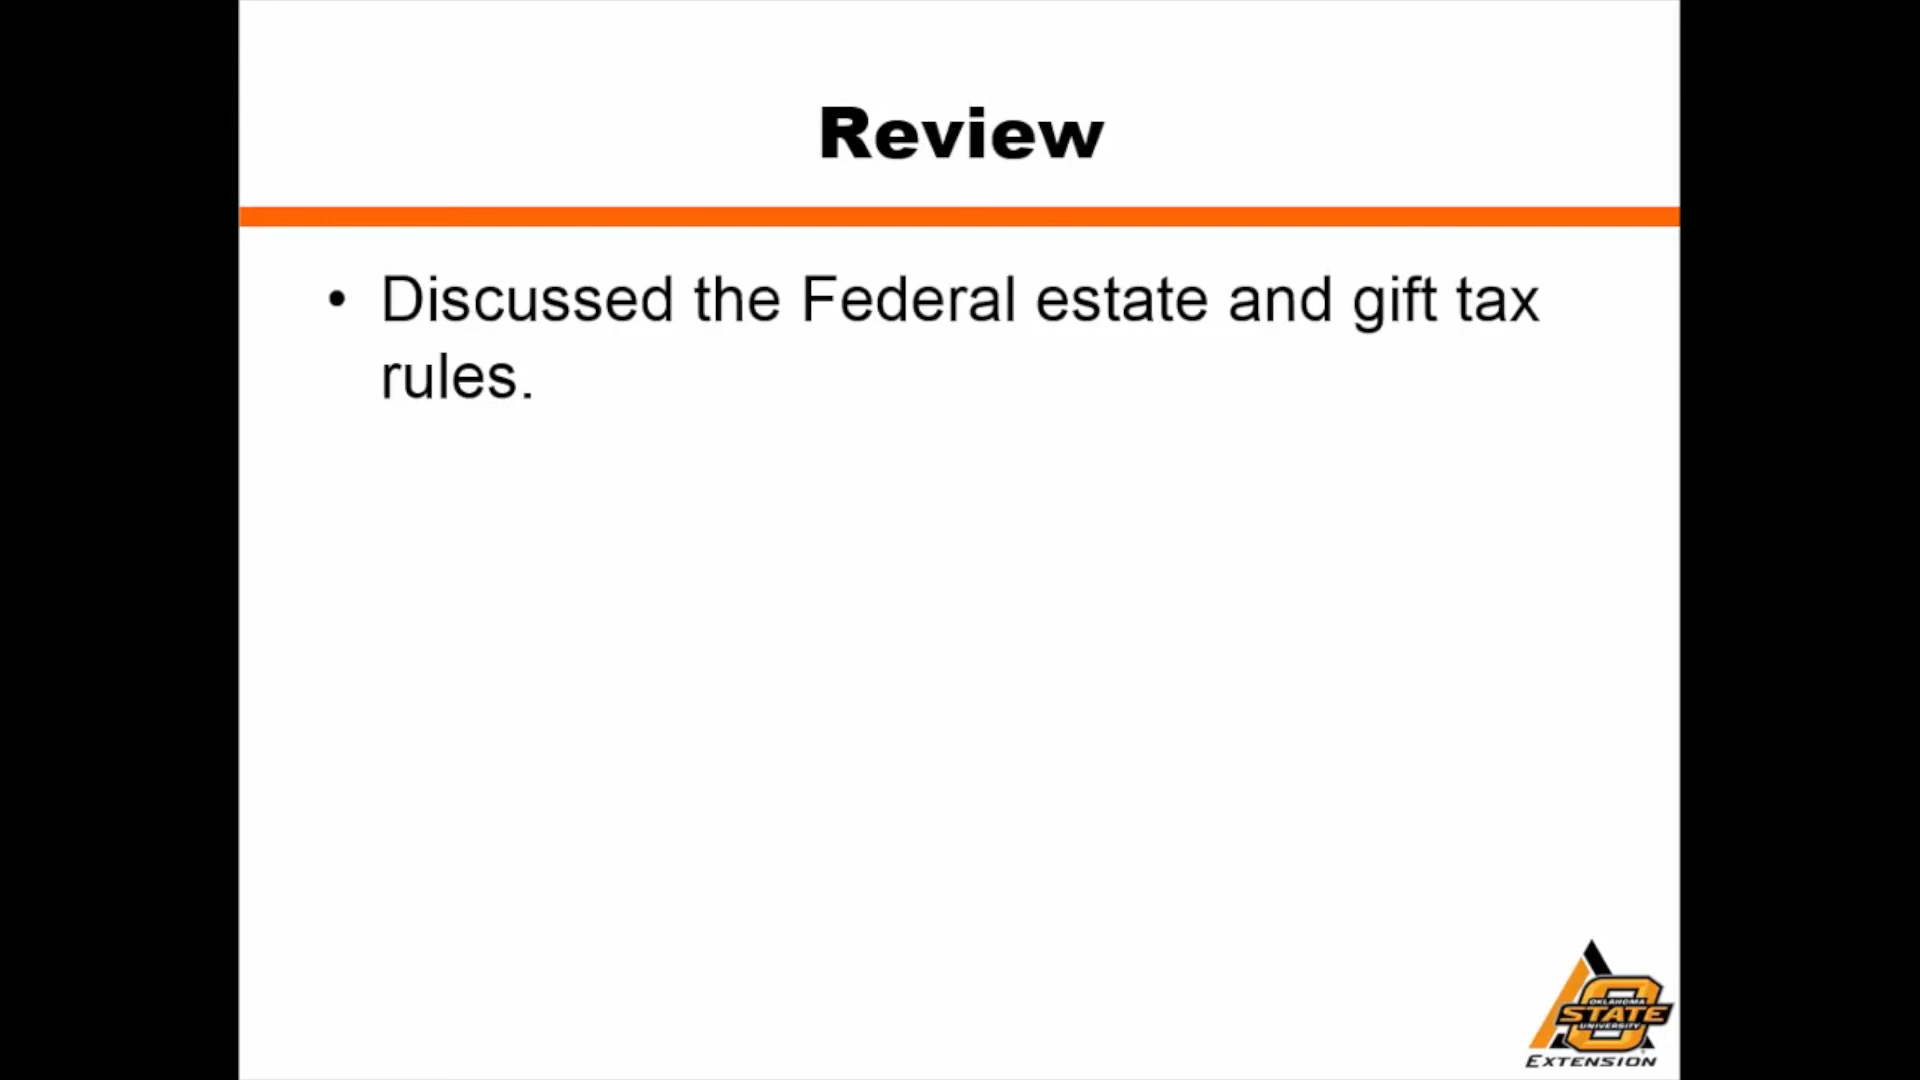 Review
• Discussed the Federal estate and gift tax
rules.
OKLAHOMA
STATE
UNIVERSITY
EXTENSION